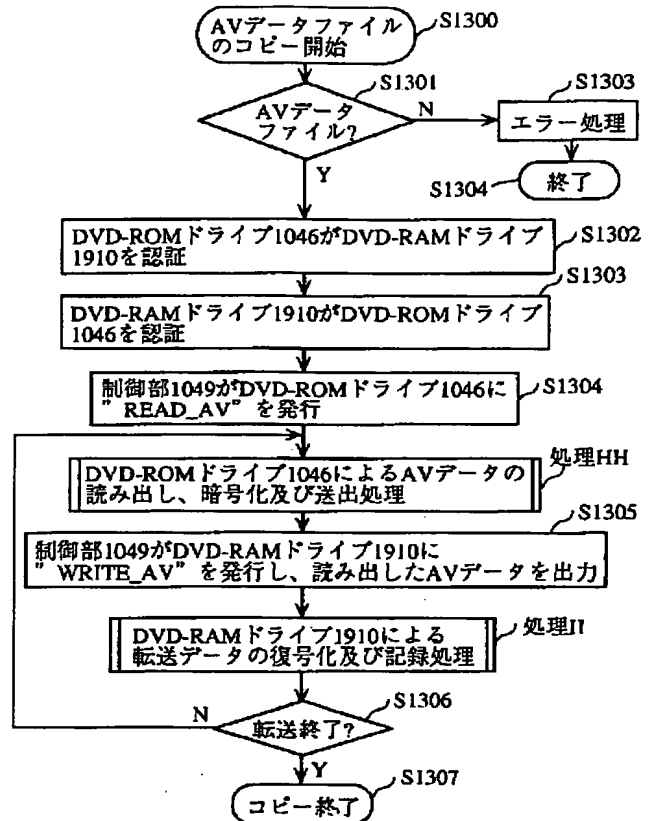 AVデータファイル
のコピー開始
S1300
S1301
AVデータ
ファイル?
N
Y
S1303
エラー処理
S1304
終了
DVD-ROMドライブ1046がDVD-RAMドライブ
1910を認証
S1302
S1303
DVD-RAMドライブ1910がDVD-ROMドライブ
1046を認証
制御部1049がDVD-ROMドライブ1046に
” READ_AV” を発行
S1304
DVD-ROMドライブ1046によるAVデータの
読み出し、暗号化及び送出処理
処理HH
S1305
制御部1049がDVD-RAMドライブ1910に
” WRITE_AV” を発行し、読み出したAVデータを出力
DVD-RAMドライブ1910による
転送データの復号化及び記録処理
処理II
S1306
転送終了?
N
Y
S1307
コピー終了